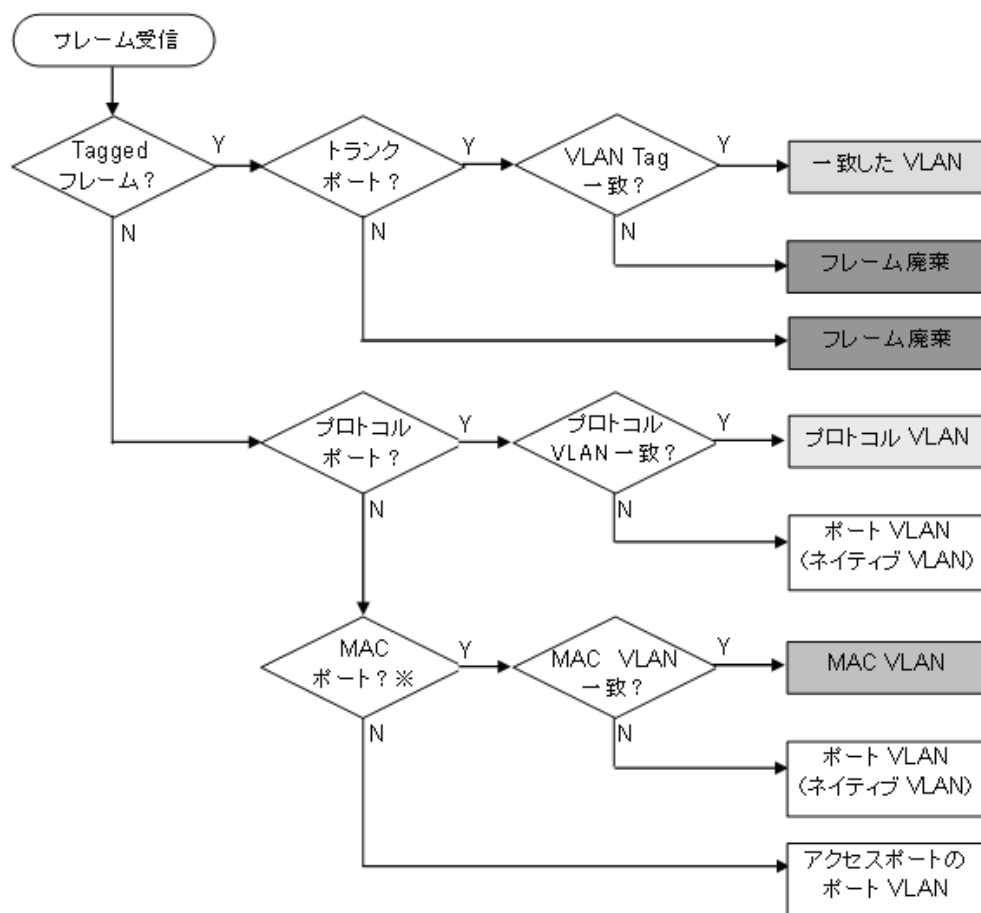 フレーム受信
Tagged
フレーム？
Y
N
トランク
ポート？
Y
N
VLAN Tag
一致？
Y
N
一致した VLAN
フレーム廃棄
フレーム廃棄
プロトコル
ポート？
Y
N
プロトコル
VLAN 一致？
Y
N
プロトコル VLAN
ポート VLAN
（ネイティブ VLAN）
MAC
ポート？※
Y
N
MAC VLAN
一致？
Y
N
MAC VLAN
ポート VLAN
（ネイティブ VLAN）
アクセスポートの
ポート VLAN